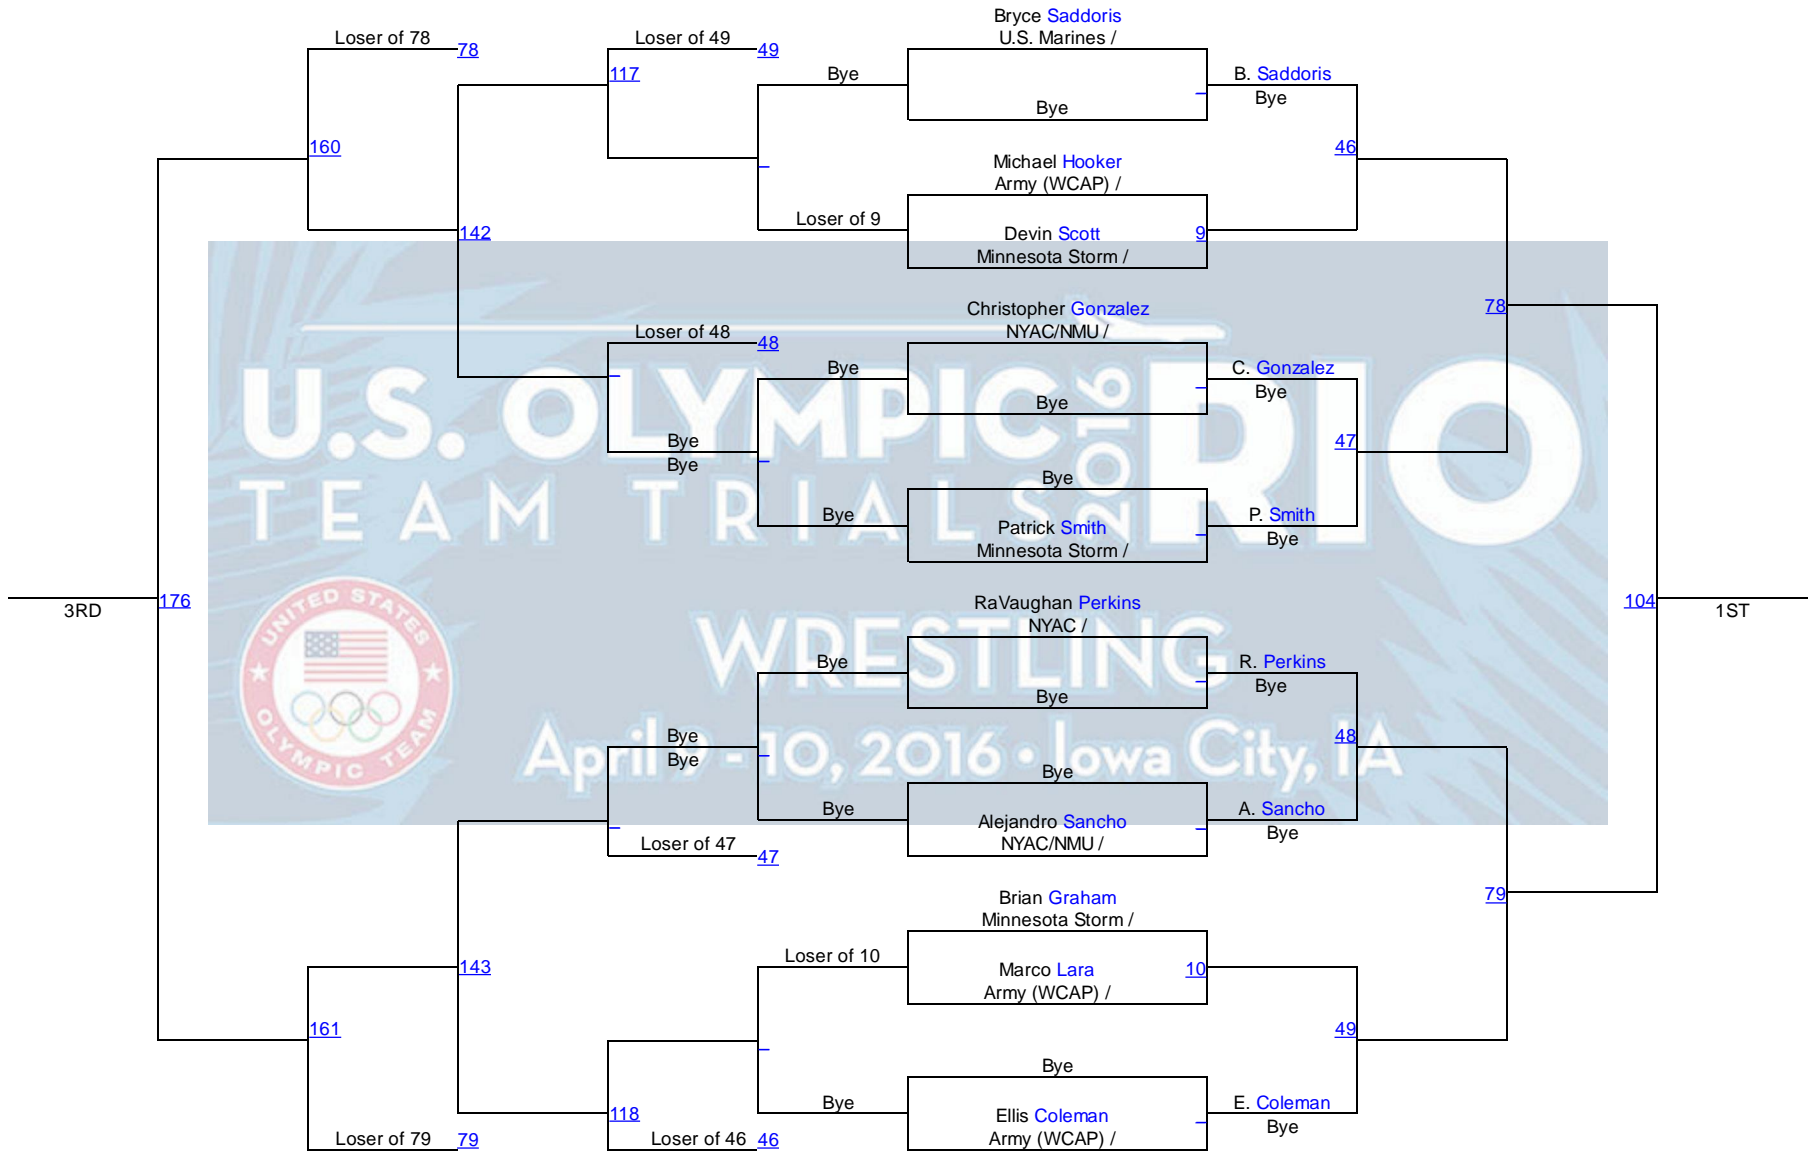 Bryce Saddoris
U.S. Marines /
Loser of 78
78
Loser of 49
49
117
Bye
B. Saddoris
Bye
Bye
160
46
Michael Hooker
Army (WCAP) /
Loser of 9
142
Devin Scott
9
Minnesota Storm /
Christopher Gonzalez
NYAC/NMU /
78
Loser of 48
48
Bye
C. Gonzalez
Bye
Bye
47
Bye
Bye
Bye
Bye
P. Smith
Patrick Smith
Bye
Minnesota Storm /
U.S. OLYMPIC
TEAM TRIALS
2016
RIO
UNITED STATES
OLYMPIC TEAM
WRESTLING
April 9 - 10, 2016 • Iowa City, IA
3RD
176
RaVaughan Perkins
NYAC /
104
1ST
Bye
R. Perkins
Bye
Bye
48
Bye
Bye
Bye
Bye
A. Sancho
Alejandro Sancho
Bye
NYAC/NMU /
Loser of 47
47
Brian Graham
Minnesota Storm /
79
Loser of 10
143
Marco Lara
10
Army (WCAP) /
161
49
Bye
Bye
E. Coleman
118
Ellis Coleman
Bye
Loser of 79
79
Loser of 46
46
Army (WCAP) /